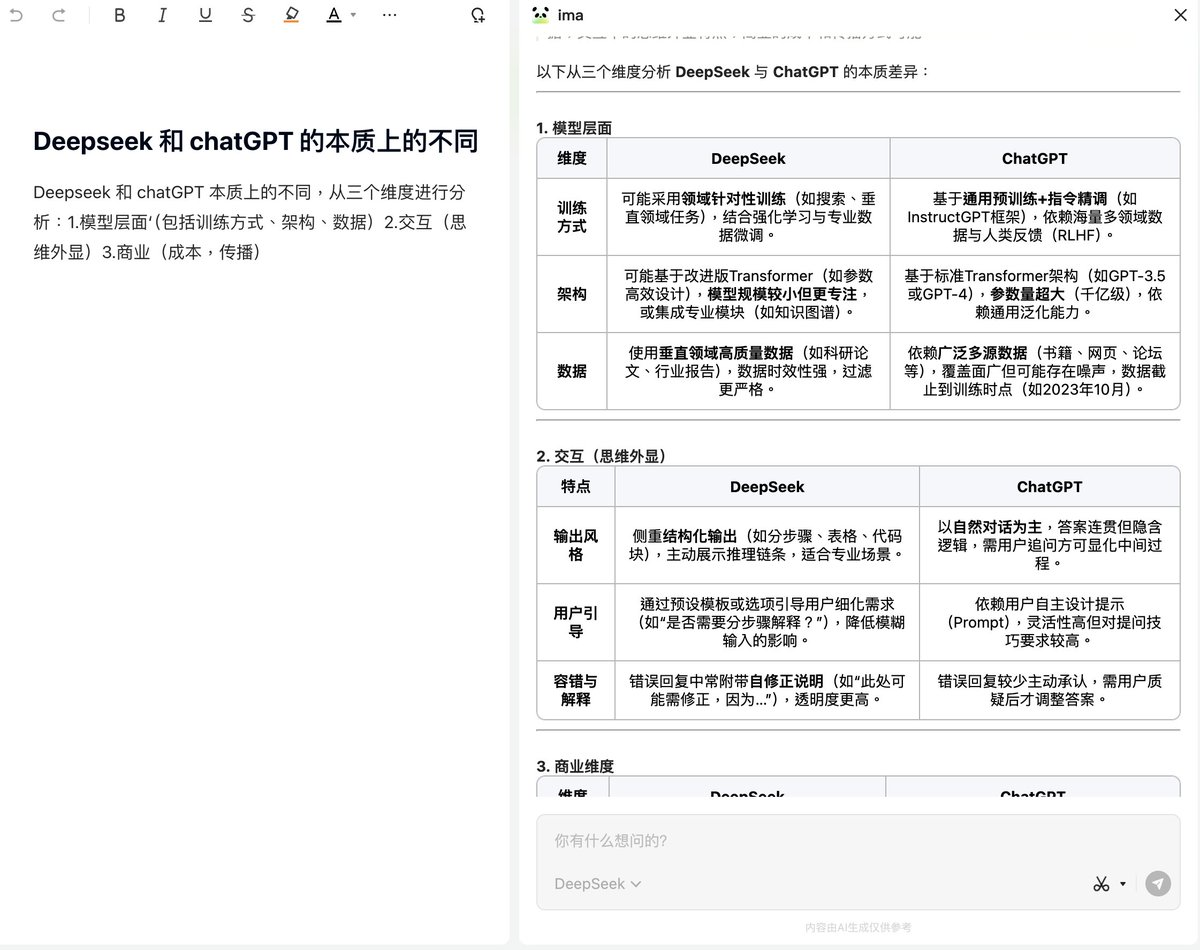 B I U S A ...
ima
以下从三个维度分析 DeepSeek 与 ChatGPT 的本质差异：
Deepseek 和 chatGPT 的本质上的不同
Deepseek 和 chatGPT 本质上的不同，从三个维度进行分
析：1.模型层面‘（包括训练方式、架构、数据）2.交互（思
维外显）3.商业（成本，传播）
1. 模型层面
维度 DeepSeek ChatGPT
训练
方式
可能采用领域针对性训练（如搜索、垂
直领域任务），结合强化学习与专业数
据微调。
基于通用预训练+指令精调（如
InstructGPT框架），依赖海量多领域数
据与人类反馈（RLHF）。
架构
可能基于改进版Transformer（如参数
高效设计），模型规模较小但更专注，
或集成专业模块（如知识图谱）。
基于标准Transformer架构（如GPT-3.5
或GPT-4），参数量超大（千亿级），依
赖通用泛化能力。
数据
使用垂直领域高质量数据（如科研论
文、行业报告），数据时效性强，过滤
更严格。
依赖广泛多源数据（书籍、网页、论坛
等），覆盖面广但可能存在噪声，数据截
止到训练时点（如2023年10月）。
2. 交互（思维外显）
特点 DeepSeek ChatGPT
输出风
格
侧重结构化输出（如分步骤、表格、代码
块），主动展示推理链条，适合专业场景。
以自然对话为主，答案连贯但隐含
逻辑，需用户追问方可显化中间过
程。
用户引
导
通过预设模板或选项引导用户细化需求
（如“是否需要分步骤解释？”），降低模糊
输入的影响。
依赖用户自主设计提示
（Prompt），灵活性高但对提问技
巧要求较高。
容错与
解释
错误回复中常附带自修正说明（如“此处可
能需修正，因为...”），透明度更高。
错误回复较少主动承认，需用户质
疑后才调整答案。
3. 商业维度
维度 DeepSeek ChatGPT
你有什么想问的?
DeepSeek
内容由AI生成仅供参考